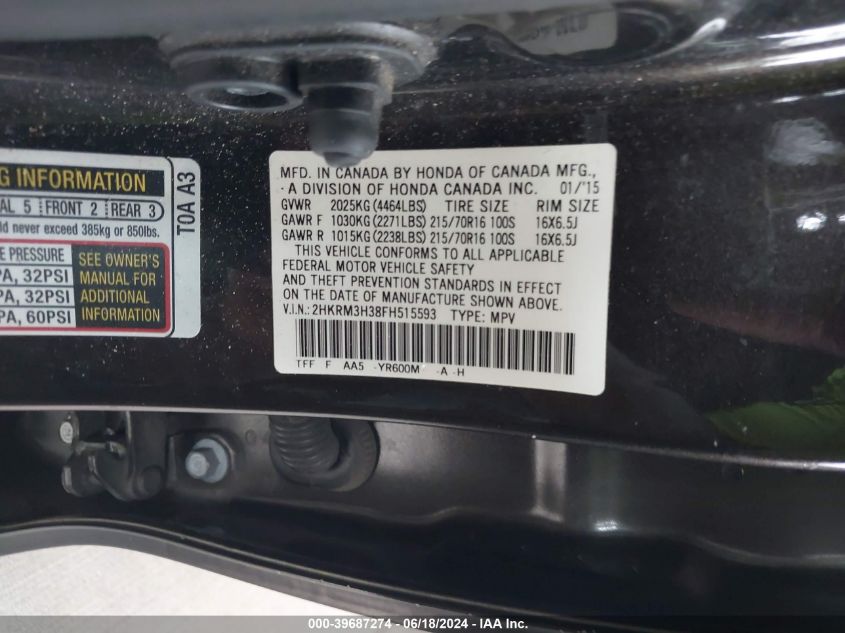 G INFORMATION
AL 5 FRONT 2 REAR 3
ld never exceed 385kg or 850lbs.
E PRESSURE
PA, 32PSI
PA, 32PSI
PA, 60PSI
SEE OWNER'S
MANUAL FOR
ADDITIONAL
INFORMATION
T0A A3
MFD. IN CANADA BY HONDA OF CANADA MFG.,
A DIVISION OF HONDA CANADA INC. 01/'15
GVWR 2025KG (4464LBS) TIRE SIZE RIM SIZE
GAWR F 1030KG (2271LBS) 215/70R16 100S 16X6.5J
GAWR R 1015KG (2238LBS) 215/70R16 100S 16X6.5J
THIS VEHICLE CONFORMS TO ALL APPLICABLE
FEDERAL MOTOR VEHICLE SAFETY
AND THEFT PREVENTION STANDARDS IN EFFECT
ON THE DATE OF MANUFACTURE SHOWN ABOVE.
V.I.N.: 2HKRM3H38FH515593 TYPE: MPV
TFF F AA5 -YR600M -A -H
000-39687274 - 06/18/2024 - IAA Inc.